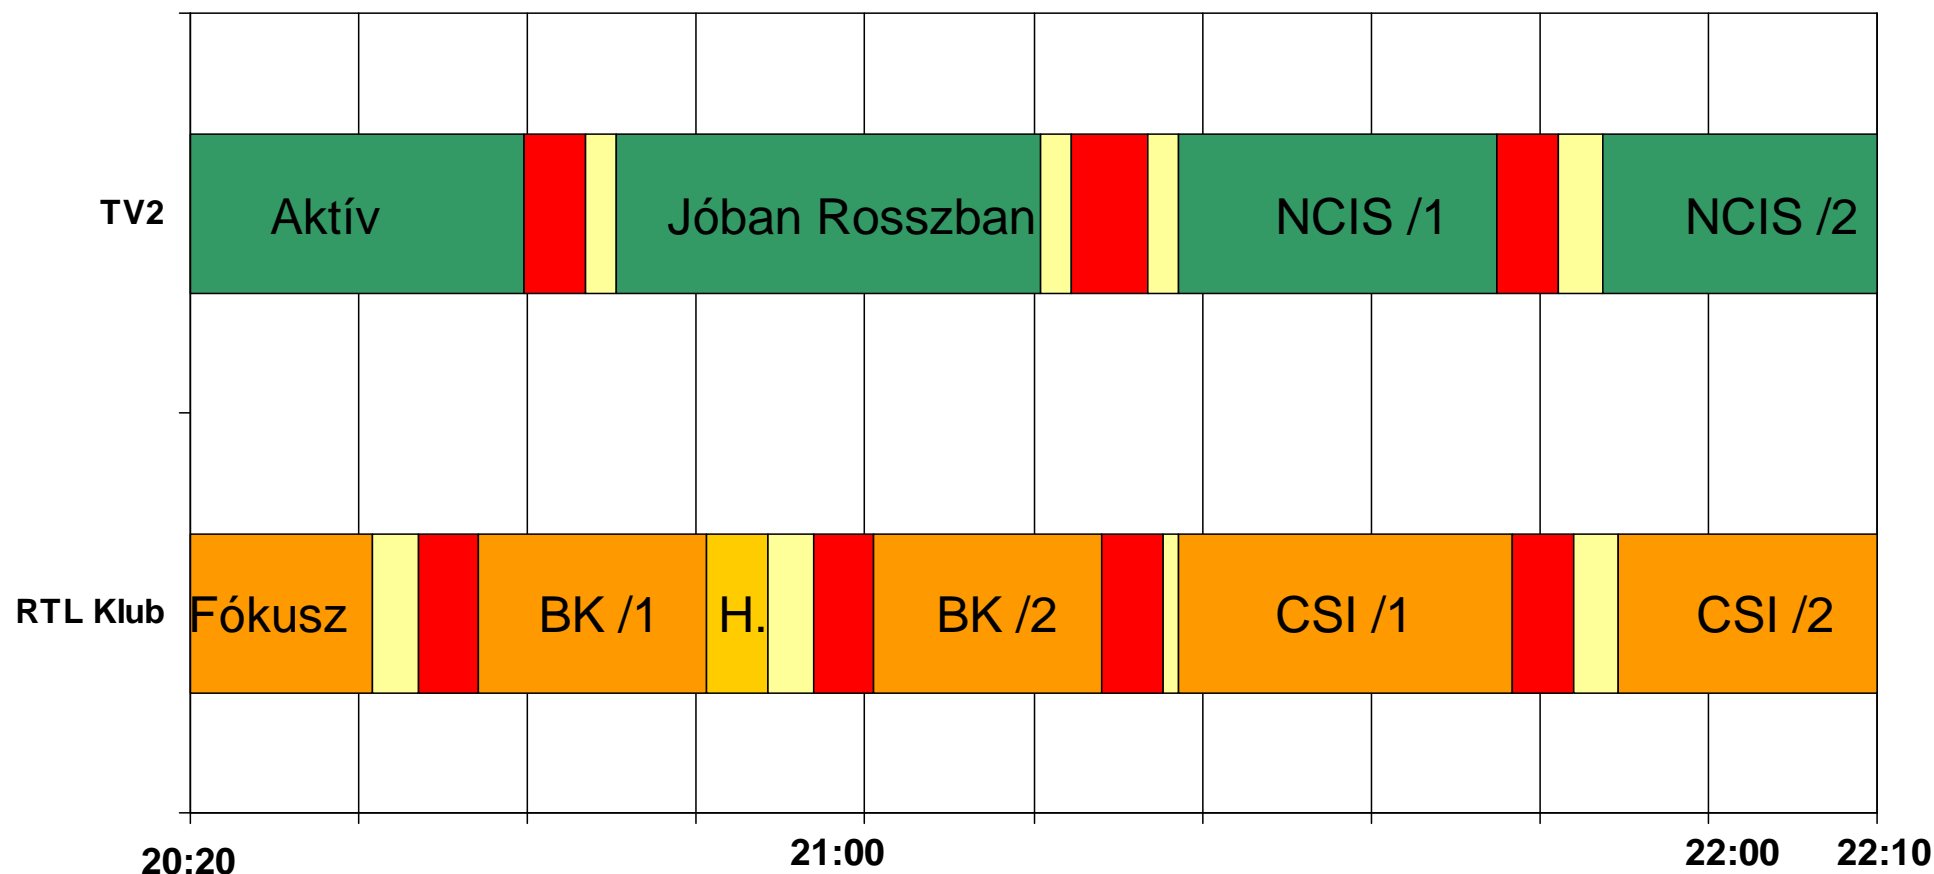 TV2
Aktív
Jóban Rosszban
NCIS /1
NCIS /2
RTL Klub
Fókusz
BK /1
H.
BK /2
CSI /1
CSI /2
20:20
21:00
22:00
22:10